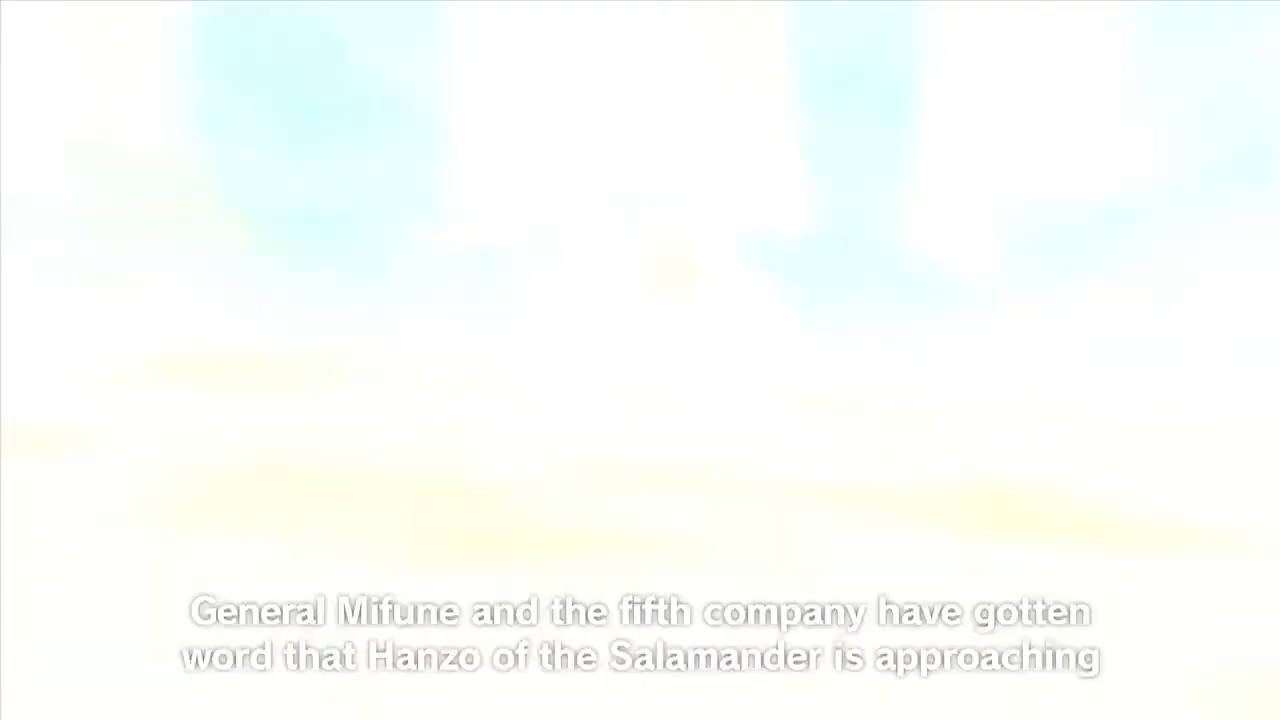 General Mifune and the fifth company have gotten
word that Hanzo of the Salamander is approaching